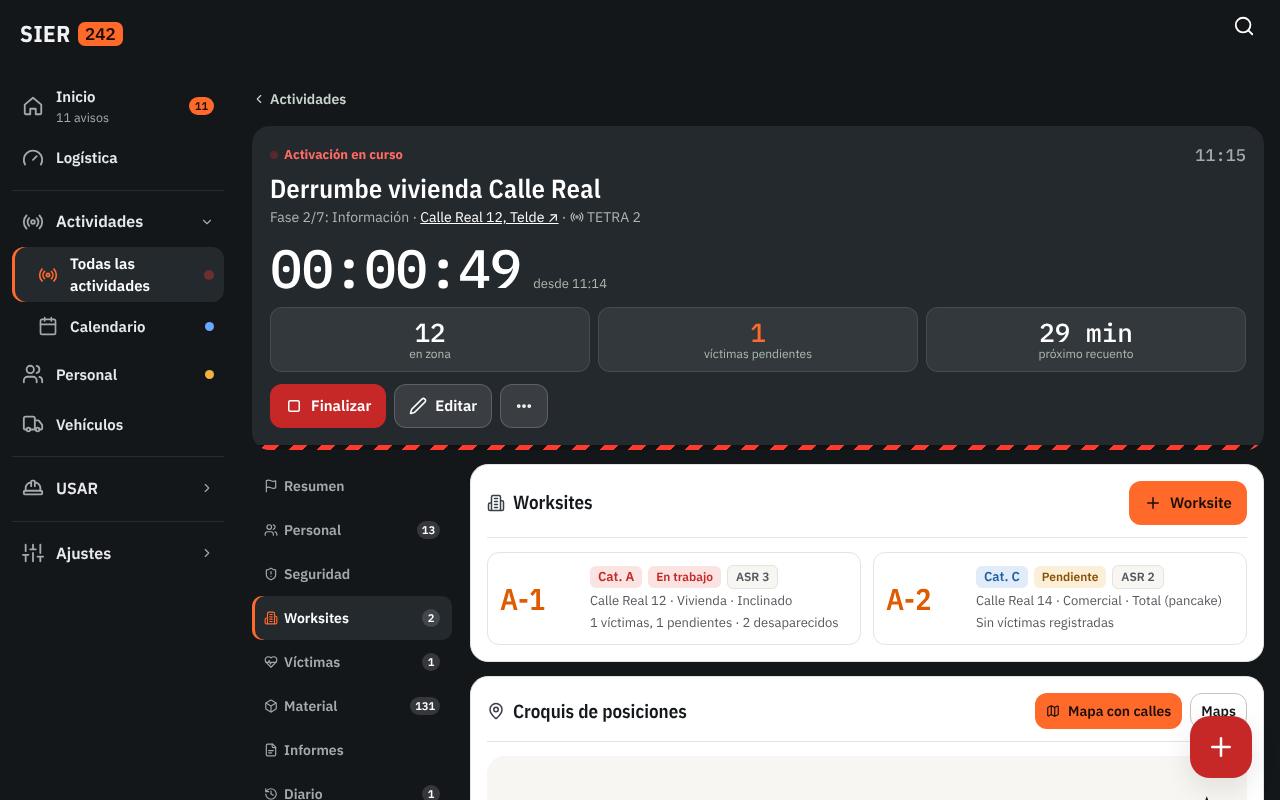 SIER 242
Inicio
11 avisos
11
Logística
Actividades
Todas las
actividades
Calendario
Personal
Vehículos
USAR
Ajustes
Actividades
Activación en curso
11:15
Derrumbe vivienda Calle Real
Fase 2/7: Información · Calle Real 12, Telde ↗ · TETRA 2
00:00:49 desde 11:14
12
en zona
1
víctimas pendientes
29 min
próximo recuento
Finalizar
Editar
Resumen
Personal 13
Seguridad
Worksites 2
Víctimas 1
Material 131
Informes
Diario 1
Worksites
+ Worksite
A-1
Cat. A En trabajo ASR 3
Calle Real 12 · Vivienda · Inclinado
1 víctimas, 1 pendientes · 2 desaparecidos
A-2
Cat. C Pendiente ASR 2
Calle Real 14 · Comercial · Total (pancake)
Sin víctimas registradas
Croquis de posiciones
Mapa con calles
Maps